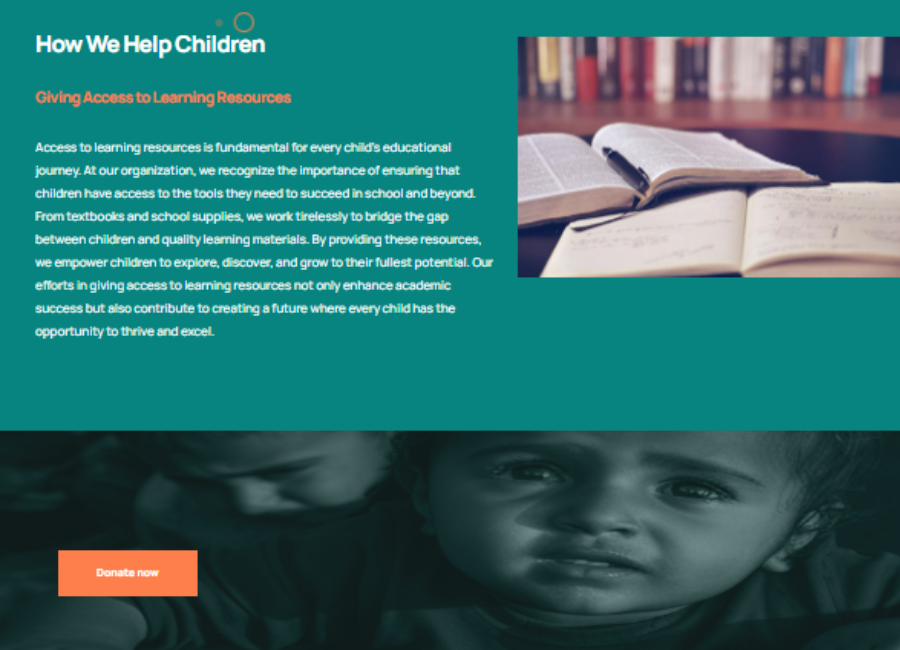 How We Help Children
Giving Access to Learning Resources
Access to learning resources is fundamental for every child's educational
journey. At our organization, we recognize the importance of ensuring that
children have access to the tools they need to succeed in school and beyond.
From textbooks and school supplies, we work tirelessly to bridge the gap
between children and quality learning materials. By providing these resources,
we empower children to explore, discover, and grow to their fullest potential. Our
efforts in giving access to learning resources not only enhance academic
success but also contribute to creating a future where every child has the
opportunity to thrive and excel.
Donate now